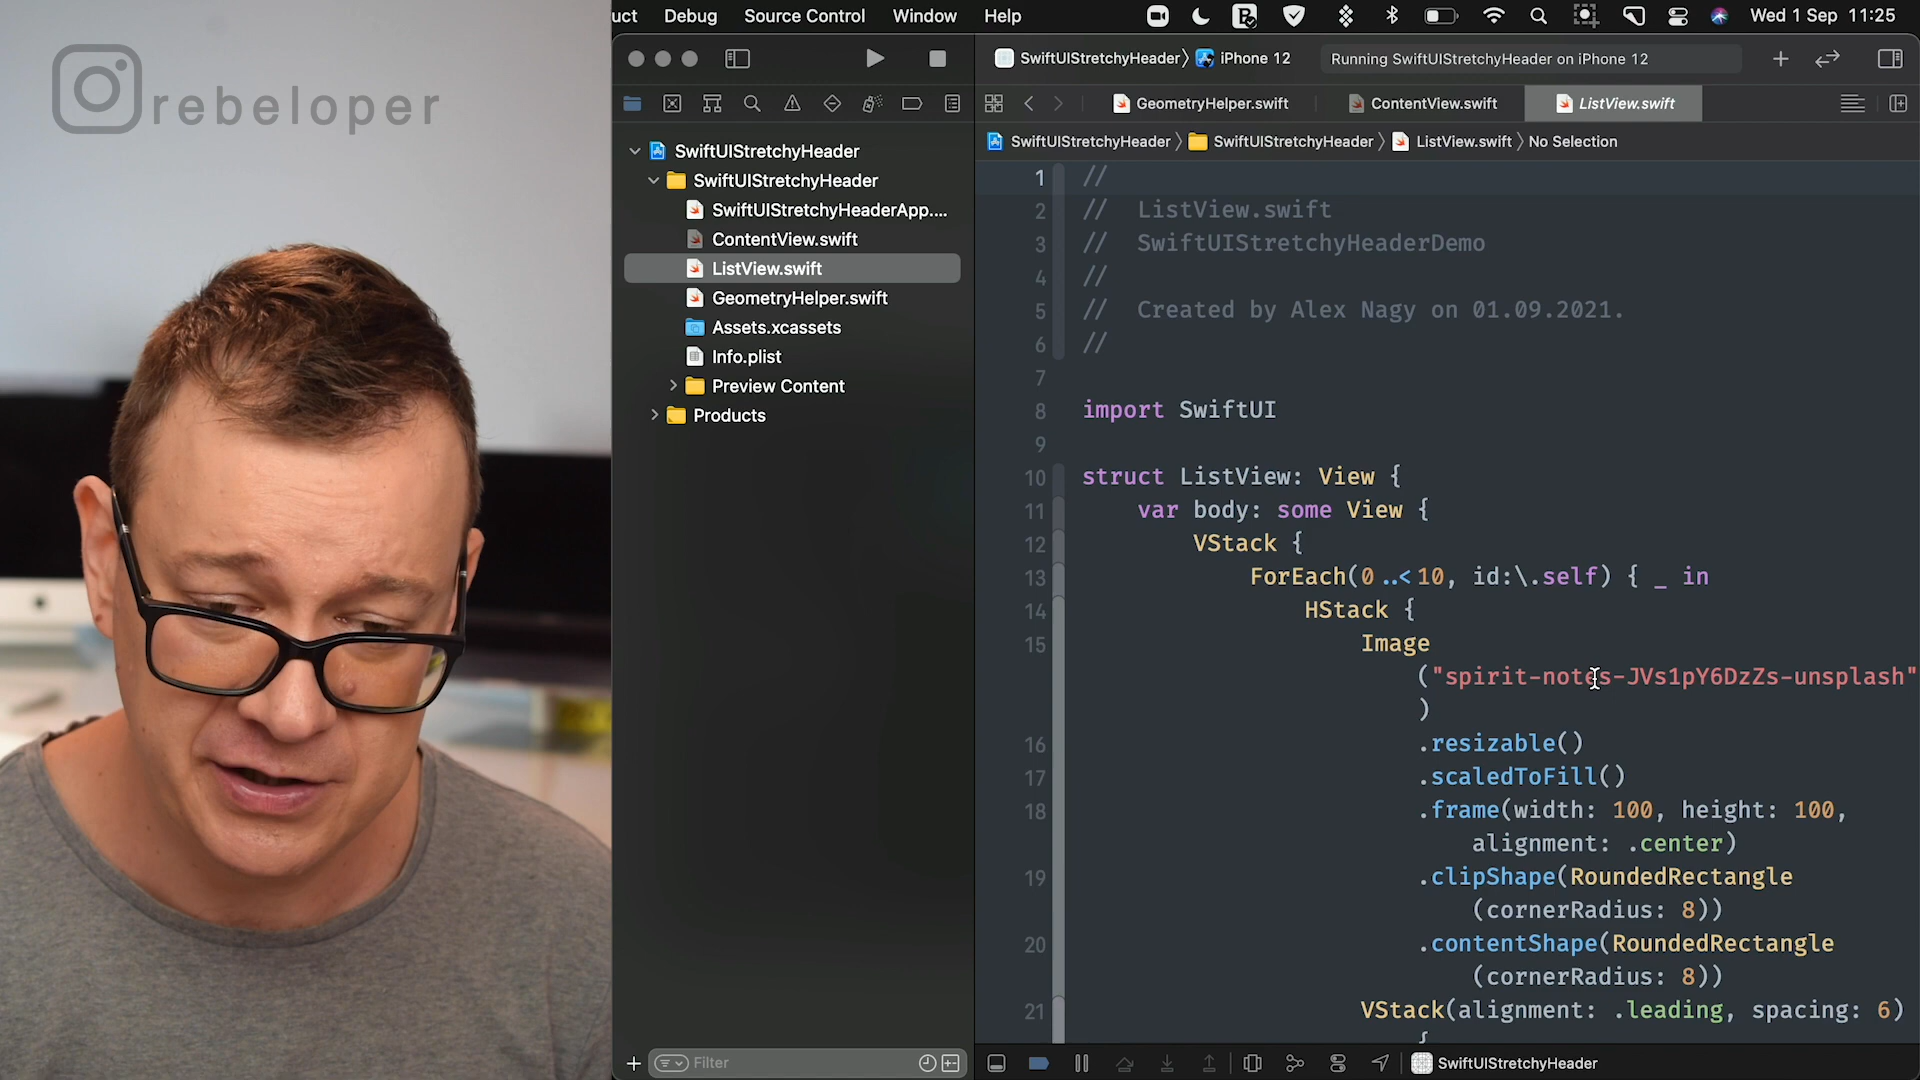 uct Debug Source Control Window Help Wed 1 Sep 11:25
rebeloper
SwiftUIStretchyHeader iPhone 12 Running SwiftUIStretchyHeader on iPhone 12
GeometryHelper.swift ContentView.swift ListView.swift
SwiftUIStretchyHeader SwiftUIStretchyHeader ListView.swift No Selection
SwiftUIStretchyHeader
SwiftUIStretchyHeader
SwiftUIStretchyHeaderApp....
ContentView.swift
ListView.swift
GeometryHelper.swift
Assets.xcassets
Info.plist
Preview Content
Products
Filter
1 //
2 // ListView.swift
3 // SwiftUIStretchyHeaderDemo
4 //
5 // Created by Alex Nagy on 01.09.2021.
6 //
7
8 import SwiftUI
9
10 struct ListView: View {
11 var body: some View {
12 VStack {
13 ForEach(0..<10, id:\.self) { _ in
14 HStack {
15 Image
("spirit-notes-JVs1pY6DzZs-unsplash"
)
16 .resizable()
17 .scaledToFill()
18 .frame(width: 100, height: 100,
alignment: .center)
19 .clipShape(RoundedRectangle
(cornerRadius: 8))
20 .contentShape(RoundedRectangle
(cornerRadius: 8))
21 VStack(alignment: .leading, spacing: 6)
{
SwiftUIStretchyHeader